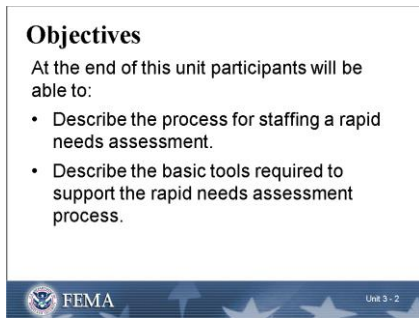 Objectives
At the end of this unit participants will be
able to:
• Describe the process for staffing a rapid
needs assessment.
• Describe the basic tools required to
support the rapid needs assessment
process.
FEMA
Unit 3 - 2